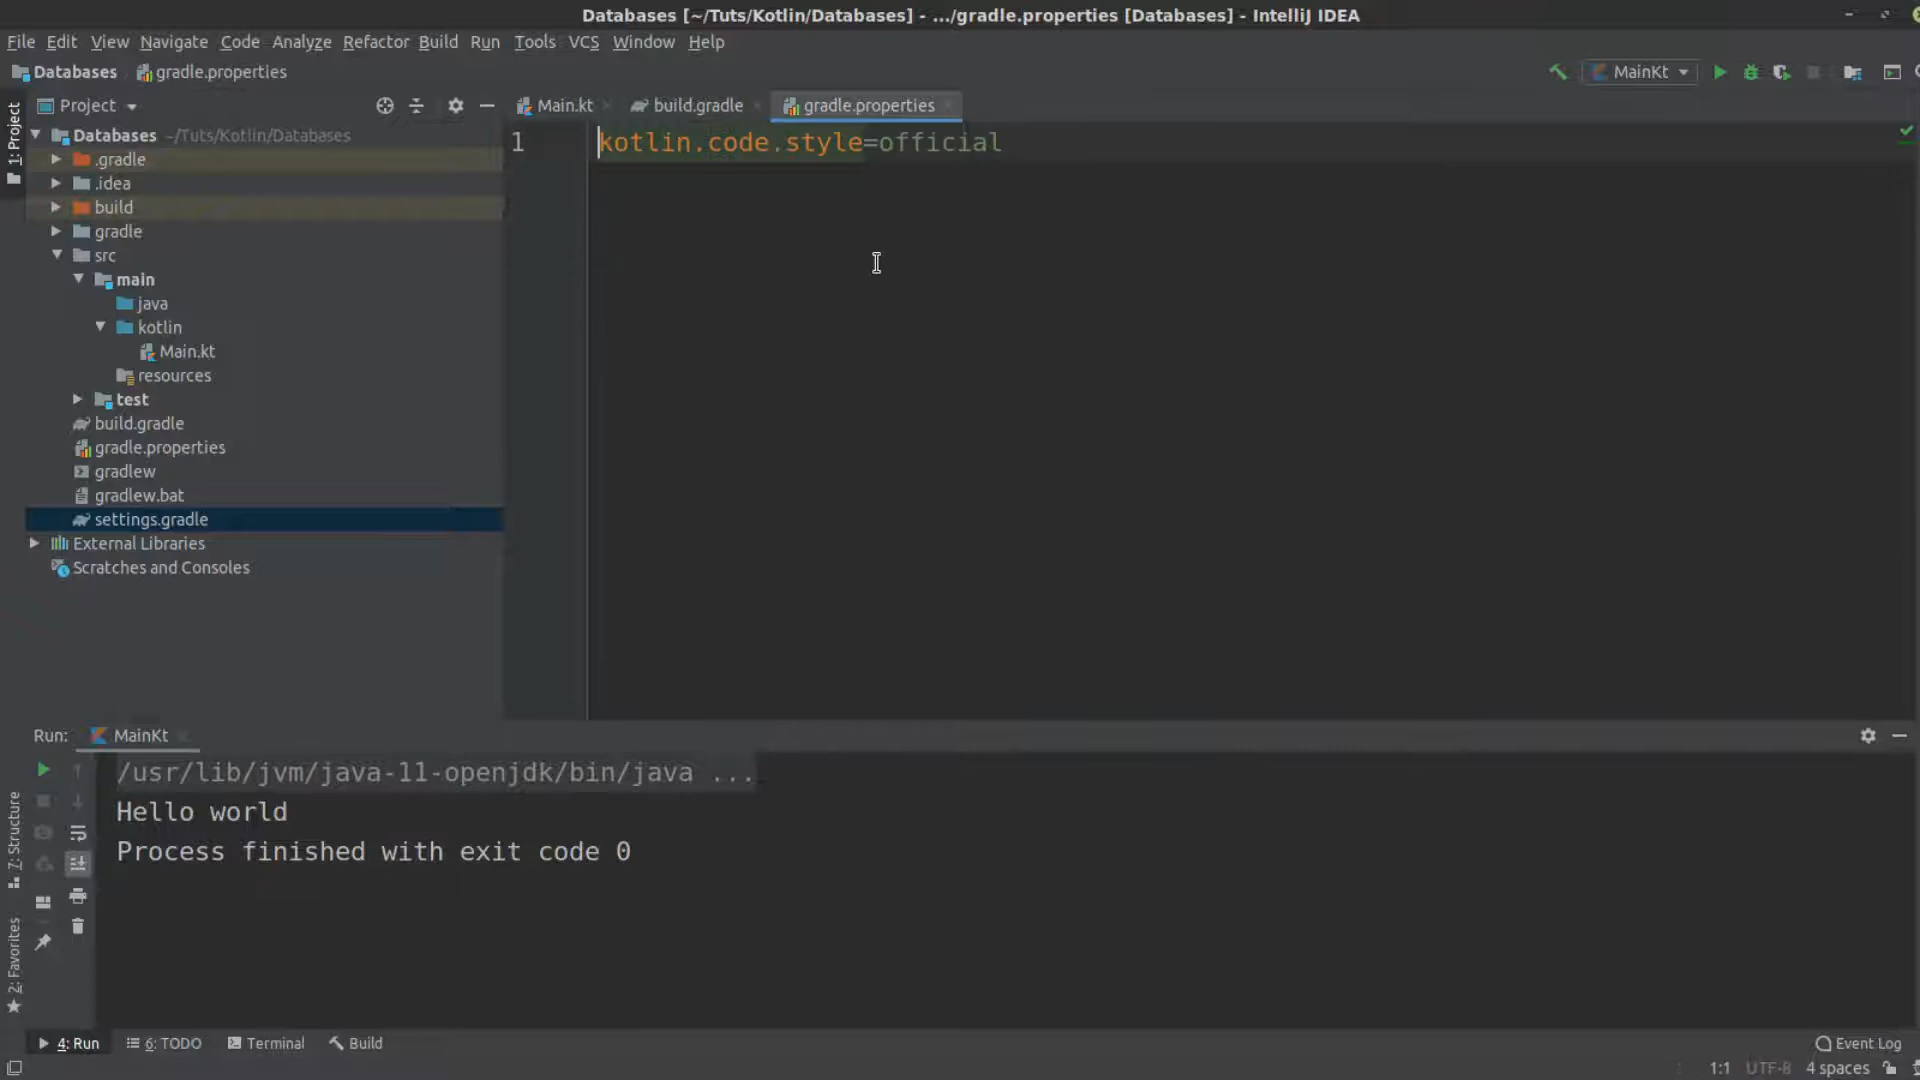 Databases [~/Tuts/Kotlin/Databases] - .../gradle.properties [Databases] - IntelliJ IDEA
File Edit View Navigate Code Analyze Refactor Build Run Tools VCS Window Help
Databases gradle.properties MainKt
1: Project
Project
Main.kt build.gradle gradle.properties
Databases ~/Tuts/Kotlin/Databases
.gradle
.idea
build
gradle
src
main
java
kotlin
Main.kt
resources
test
build.gradle
gradle.properties
gradlew
gradlew.bat
settings.gradle
External Libraries
Scratches and Consoles
1 kotlin.code.style=official
Run: MainKt
/usr/lib/jvm/java-11-openjdk/bin/java ...
Hello world
Process finished with exit code 0
7: Structure
2: Favorites
4: Run 6: TODO Terminal Build Event Log
1:1 UTF-8 4 spaces